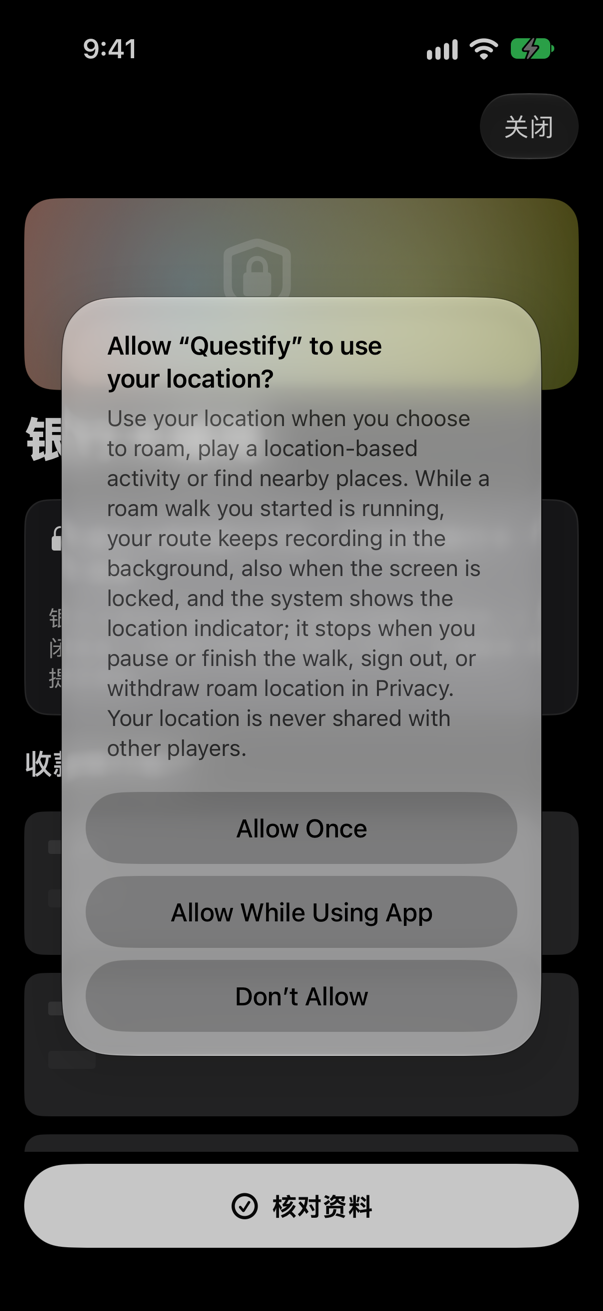 9:41
关闭
Allow “Questify” to use
your location?
Use your location when you choose
to roam, play a location-based
activity or find nearby places. While a
roam walk you started is running,
your route keeps recording in the
background, also when the screen is
locked, and the system shows the
location indicator; it stops when you
pause or finish the walk, sign out, or
withdraw roam location in Privacy.
Your location is never shared with
other players.
收款
Allow Once
Allow While Using App
Don’t Allow
核对资料